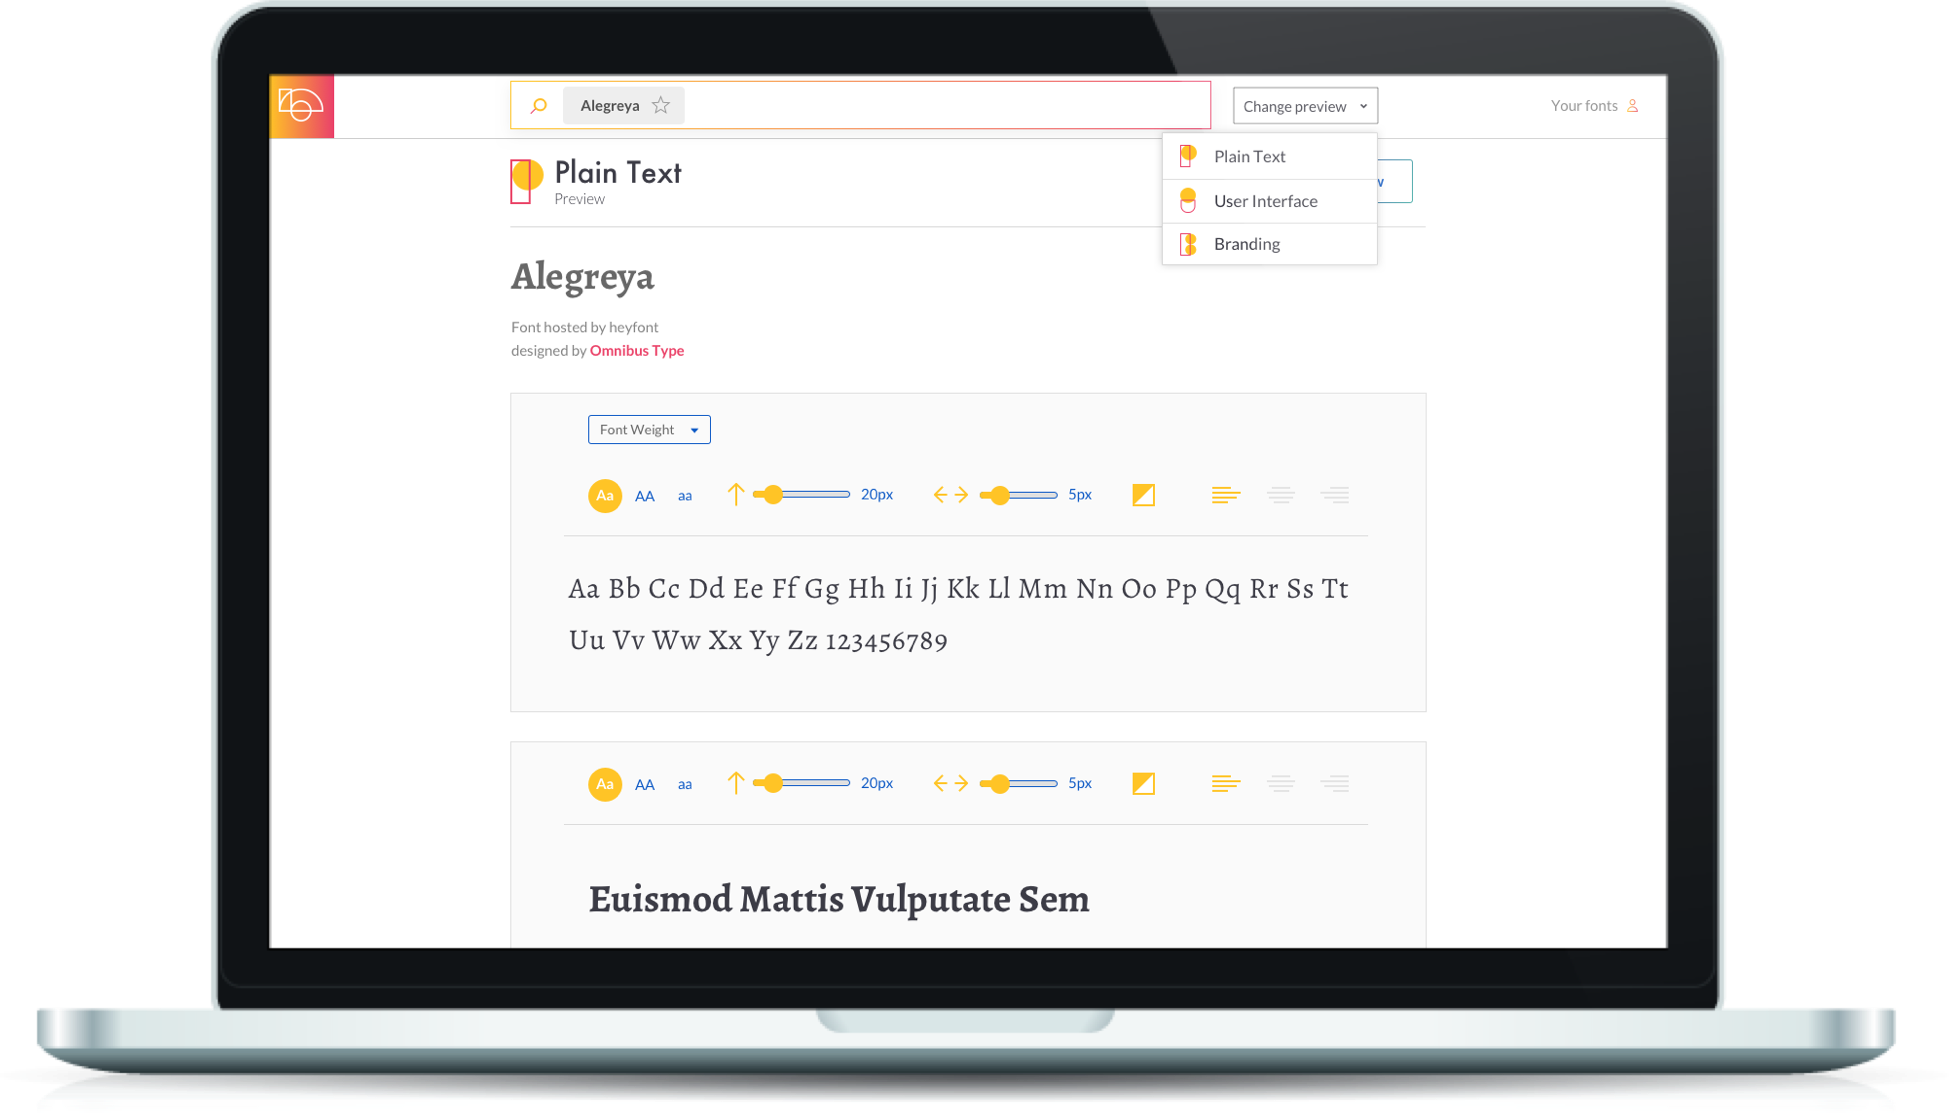 Alegreya
Change preview
Your fonts
Plain Text
Preview
Plain Text
User Interface
Branding
Alegreya
Font hosted by heyfont
designed by Omnibus Type
Font Weight
Aa AA aa 20px 5px
Aa Bb Cc Dd Ee Ff Gg Hh Ii Jj Kk Ll Mm Nn Oo Pp Qq Rr Ss Tt
Uu Vv Ww Xx Yy Zz 123456789
Aa AA aa 20px 5px
Euismod Mattis Vulputate Sem